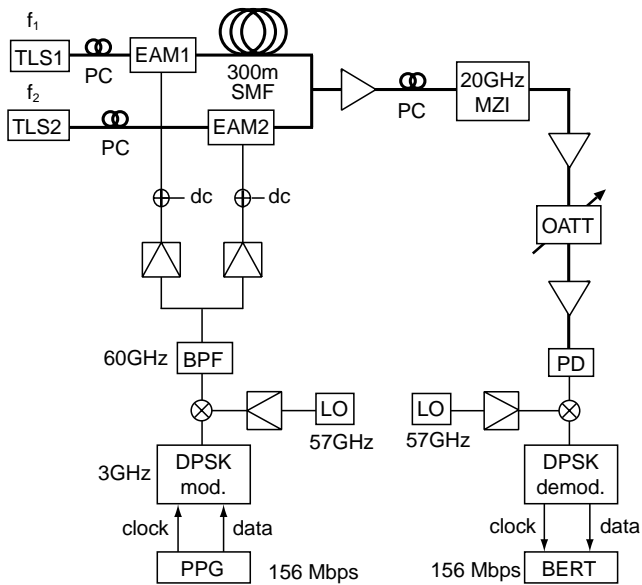 f₁
TLS1
PC
EAM1
300m
SMF
f₂
TLS2
PC
EAM2
PC
20GHz
MZI
dc
dc
OATT
60GHz
BPF
PD
LO
57GHz
LO
57GHz
3GHz
DPSK
mod.
DPSK
demod.
clock
data
clock
data
PPG
156 Mbps
156 Mbps
BERT